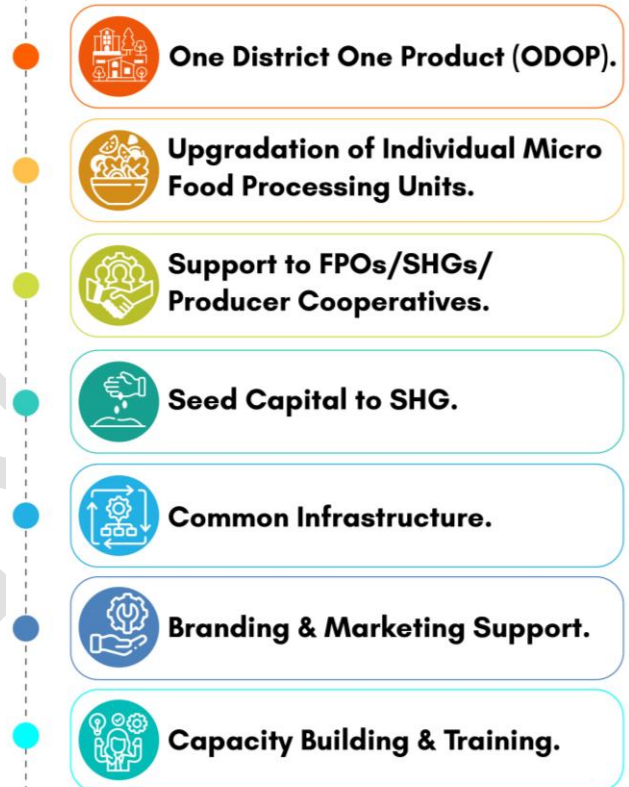 One District One Product (ODOP).
Upgradation of Individual Micro
Food Processing Units.
Support to FPOs/SHGs/
Producer Cooperatives.
Seed Capital to SHG.
Common Infrastructure.
Branding & Marketing Support.
Capacity Building & Training.